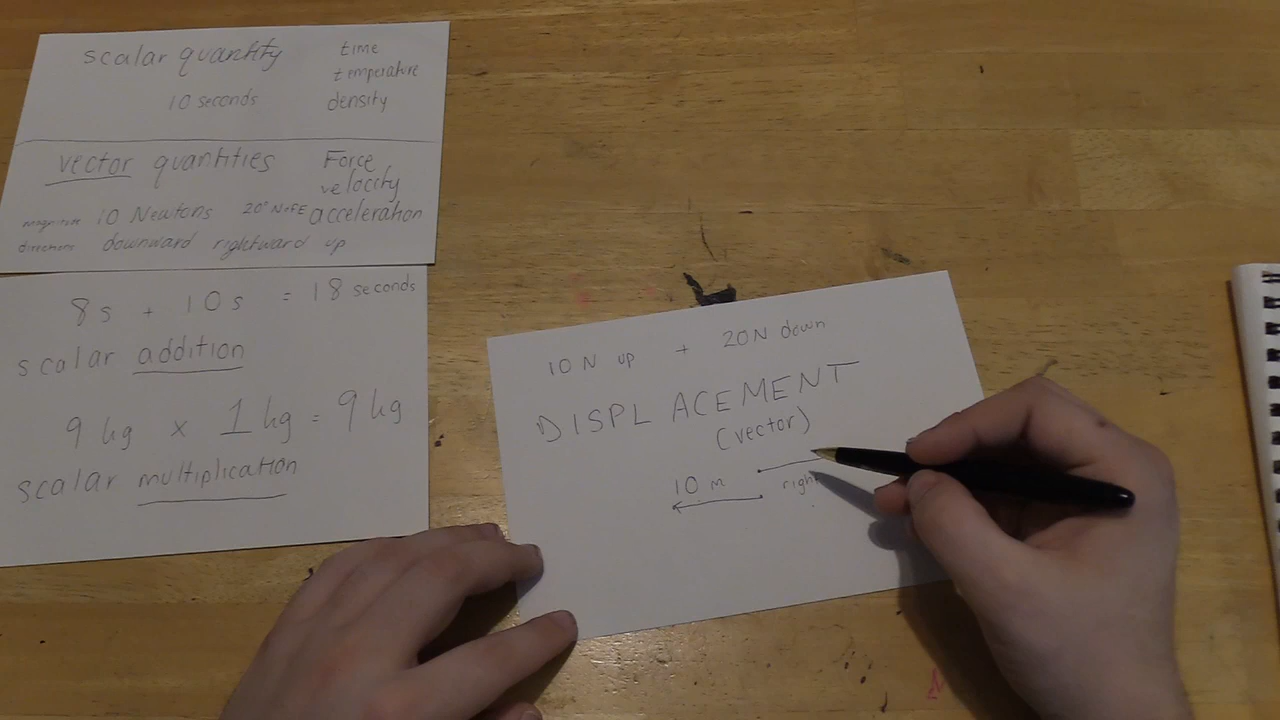 scalar quantity
time
temperature
10 seconds
density
vector quantities
Force
velocity
magnitude 10 Newtons 20° N of E acceleration
directions downward rightward up
8s + 10s = 18 seconds
scalar addition
9 kg x 1 kg = 9 kg
scalar multiplication
10 N up + 20N down
DISPLACEMENT
(vector)
10 m